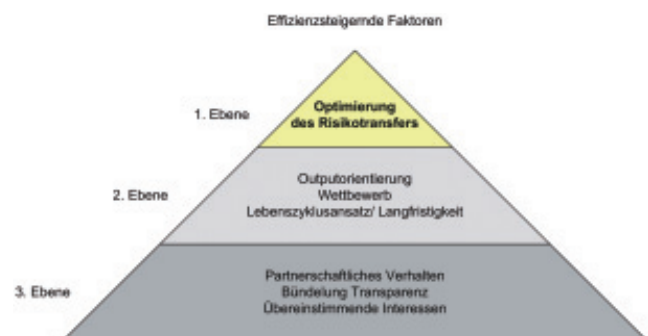 Effizienzsteigernde Faktoren
1. Ebene
Optimierung
des Risikotransfers
2. Ebene
Outputorientierung
Wettbewerb
Lebenszyklusansatz/ Langfristigkeit
3. Ebene
Partnerschaftliches Verhalten
Bündelung Transparenz
Übereinstimmende Interessen